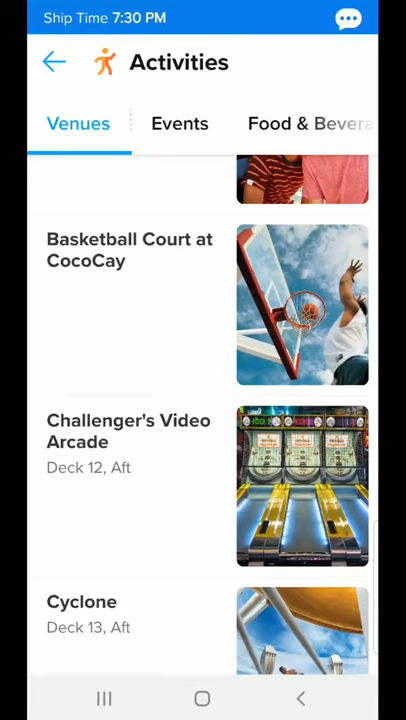 Ship Time 7:30 PM
Activities
Venues
Events
Food & Bevera
Basketball Court at
CocoCay
Challenger's Video
Arcade
Deck 12, Aft
Cyclone
Deck 13, Aft